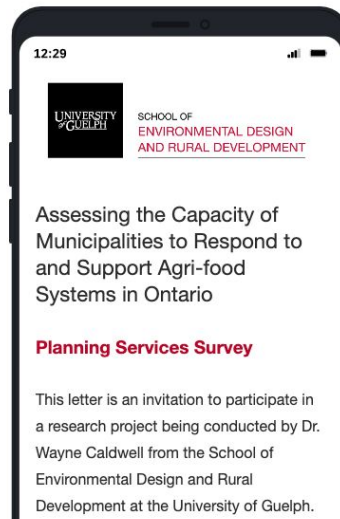 12:29
UNIVERSITY
of GUELPH
SCHOOL OF
ENVIRONMENTAL DESIGN
AND RURAL DEVELOPMENT
Assessing the Capacity of
Municipalities to Respond to
and Support Agri-food
Systems in Ontario
Planning Services Survey
This letter is an invitation to participate in
a research project being conducted by Dr.
Wayne Caldwell from the School of
Environmental Design and Rural
Development at the University of Guelph.